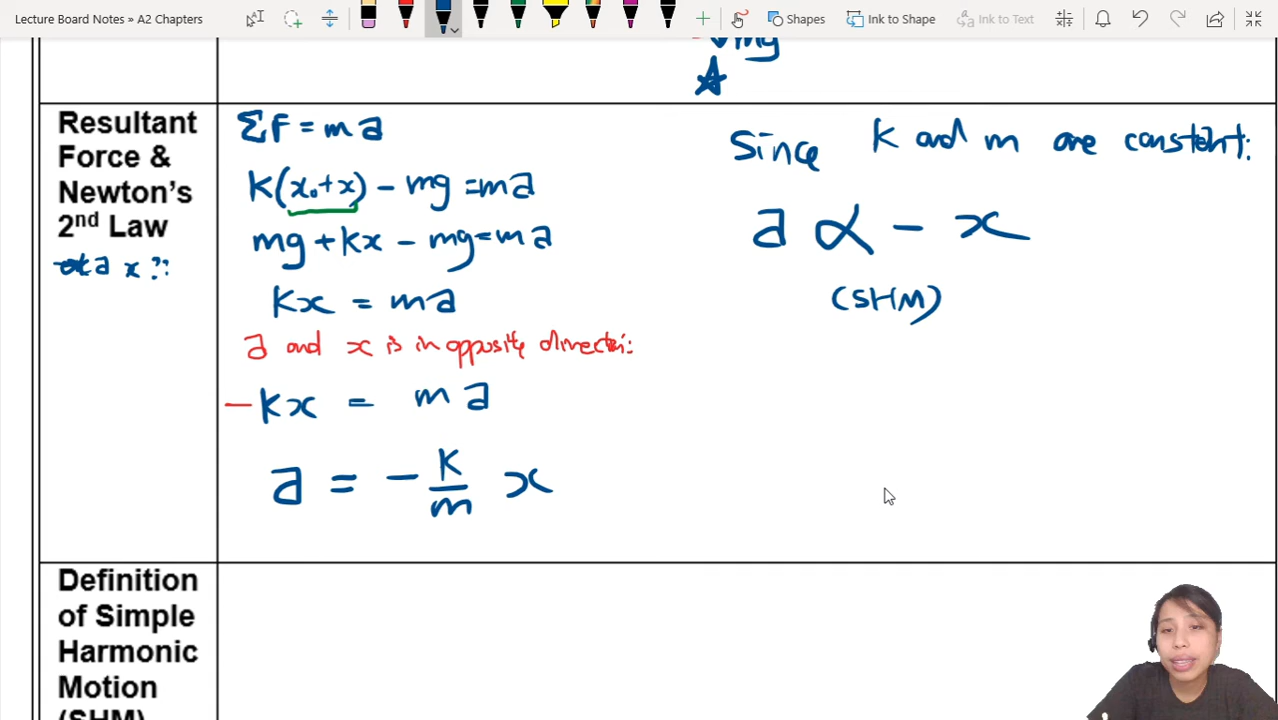 Lecture Board Notes » A2 Chapters
Shapes
Ink to Shape
Ink to Text
mg
Resultant Force & Newton's 2nd Law
a x ??
ΣF = ma
k(x₀+x) - mg = ma
mg + kx - mg = ma
kx = ma
a and x is in opposite direction:
-kx = ma
a = - k/m x
Since k and m are constant:
a ∝ - x
(SHM)
Definition of Simple Harmonic Motion (SHM)